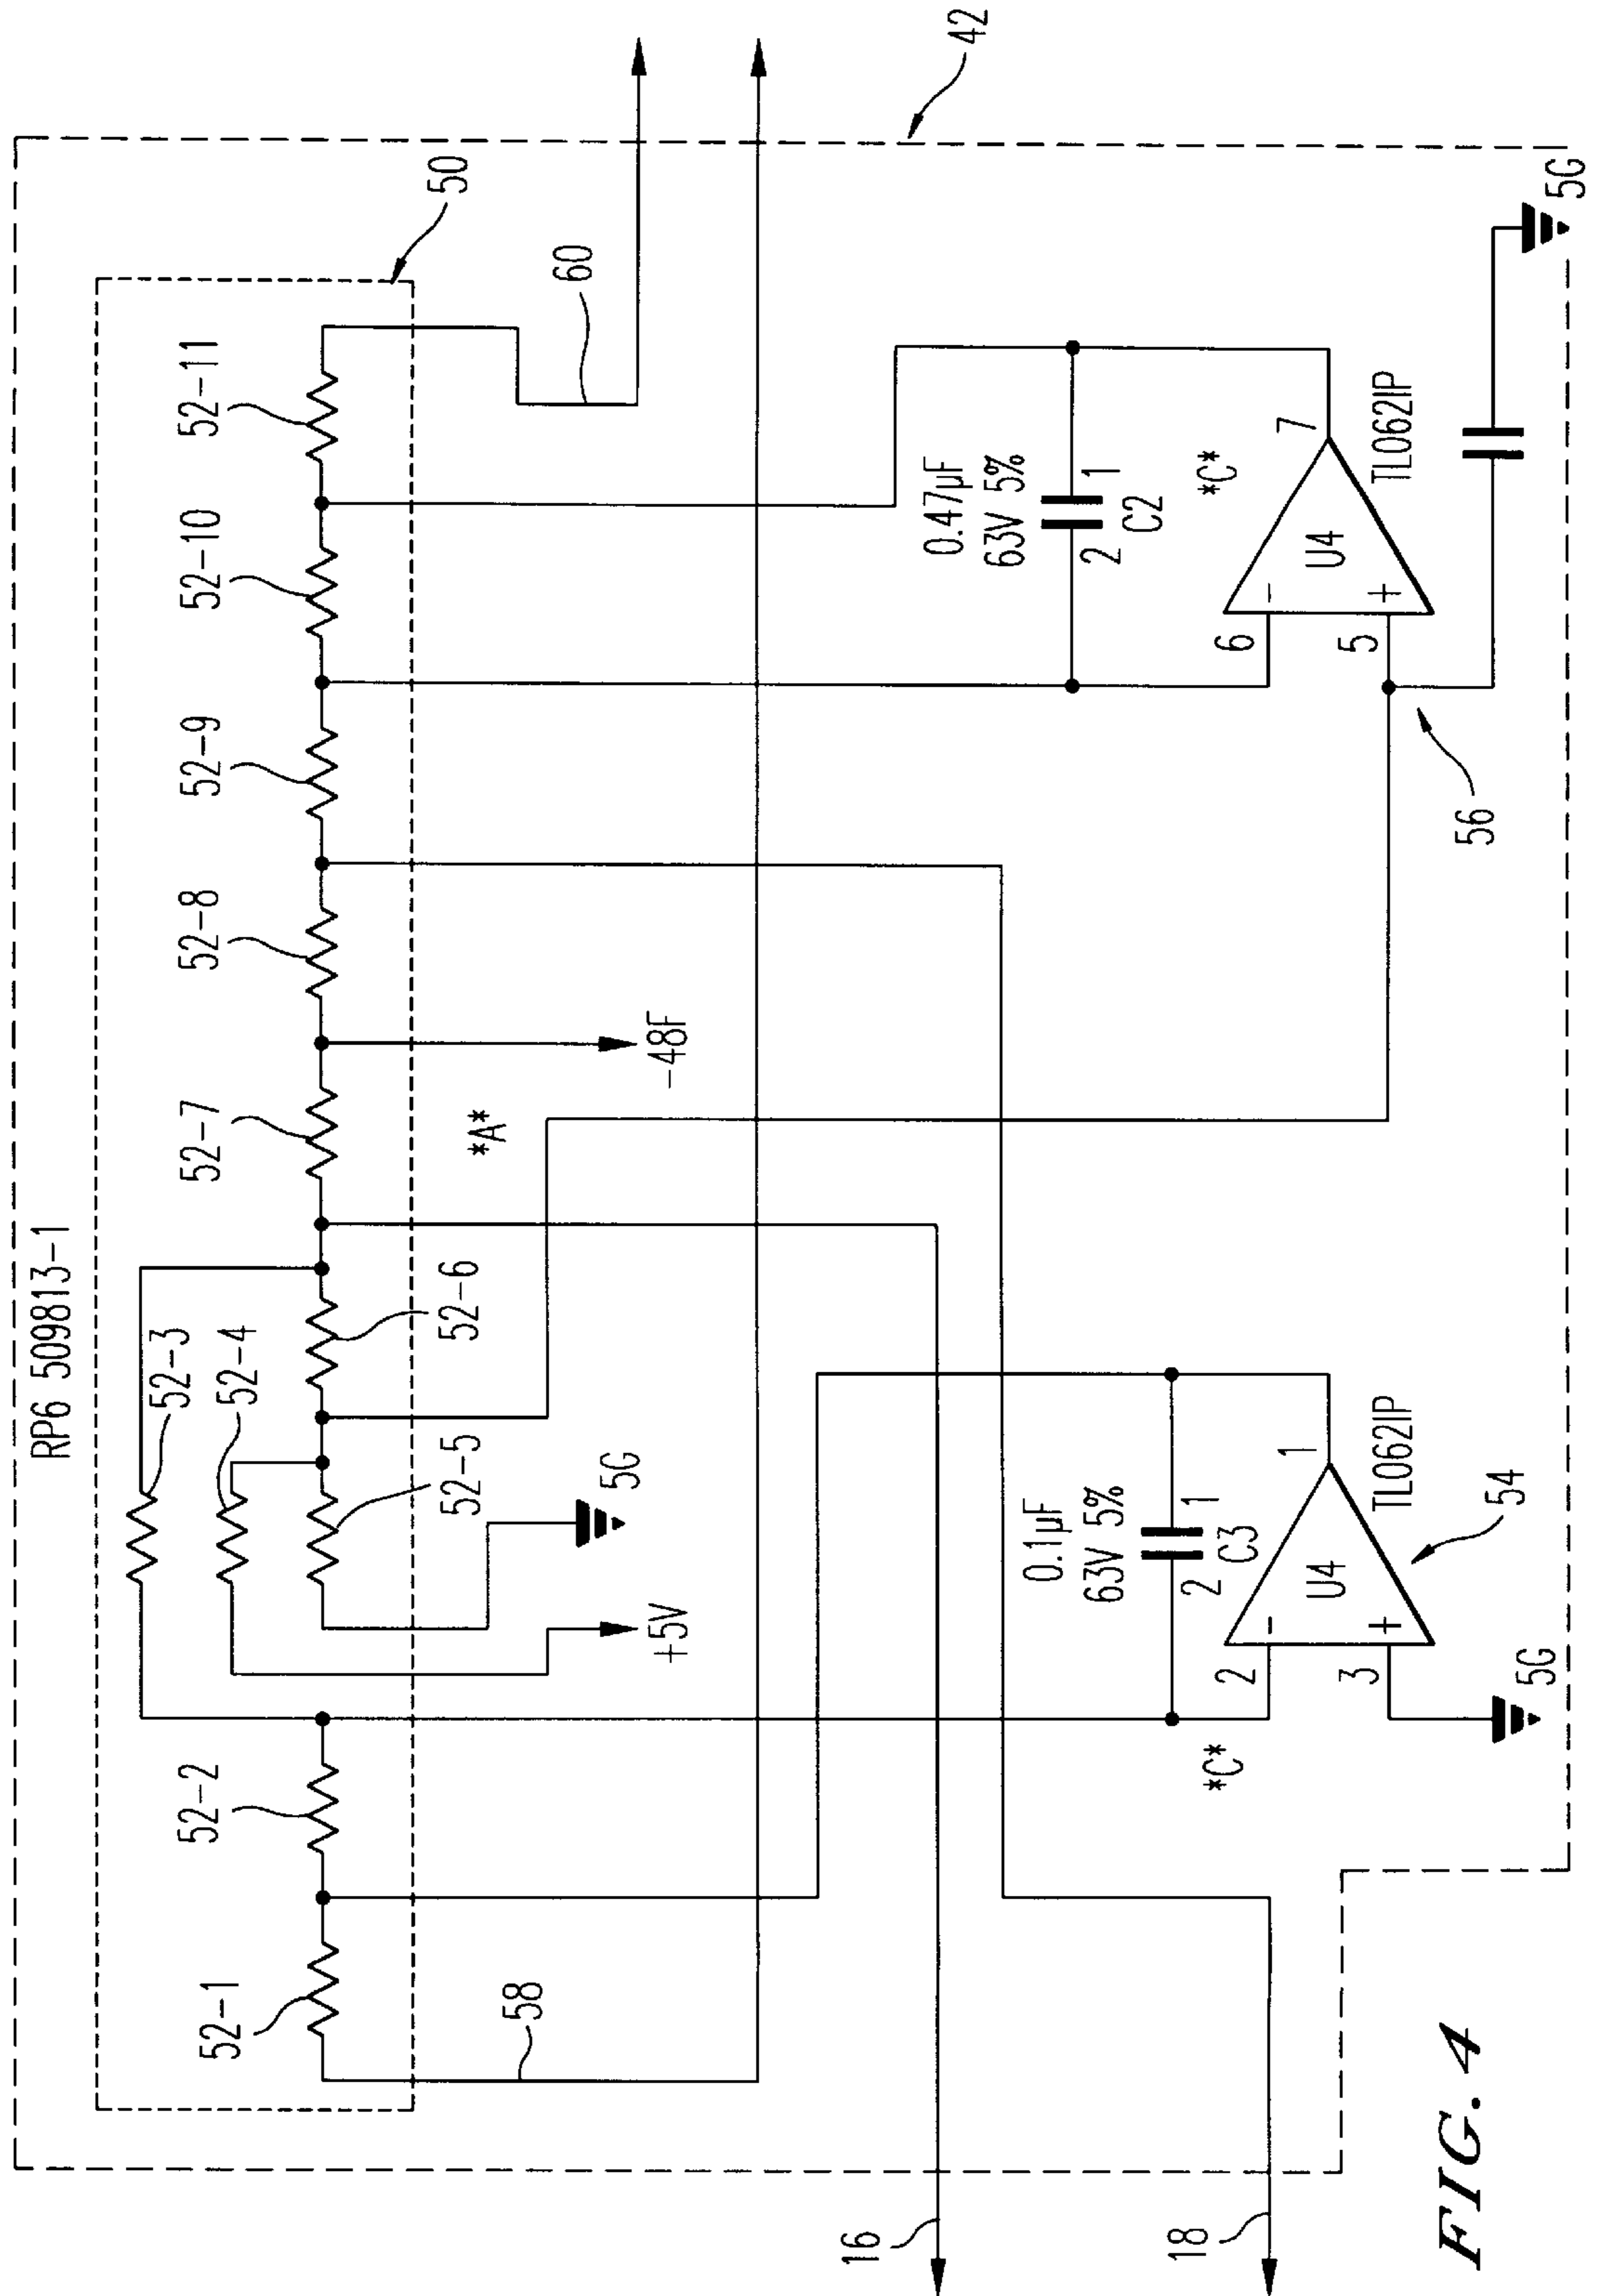 RP6 509813-1
50
42
52-1
52-2
52-3
52-4
52-5
52-6
52-7
52-8
52-9
52-10
52-11
58
60
+5V
5G
*A*
-48F
0.1µF
63V 5%
2 1
C3
*C*
2
3
-
+
U4
1
TL062IP
54
5G
0.47µF
63V 5%
2 1
C2
*C*
6
5
-
+
U4
7
TL062IP
56
5G
16
18
FIG. 4